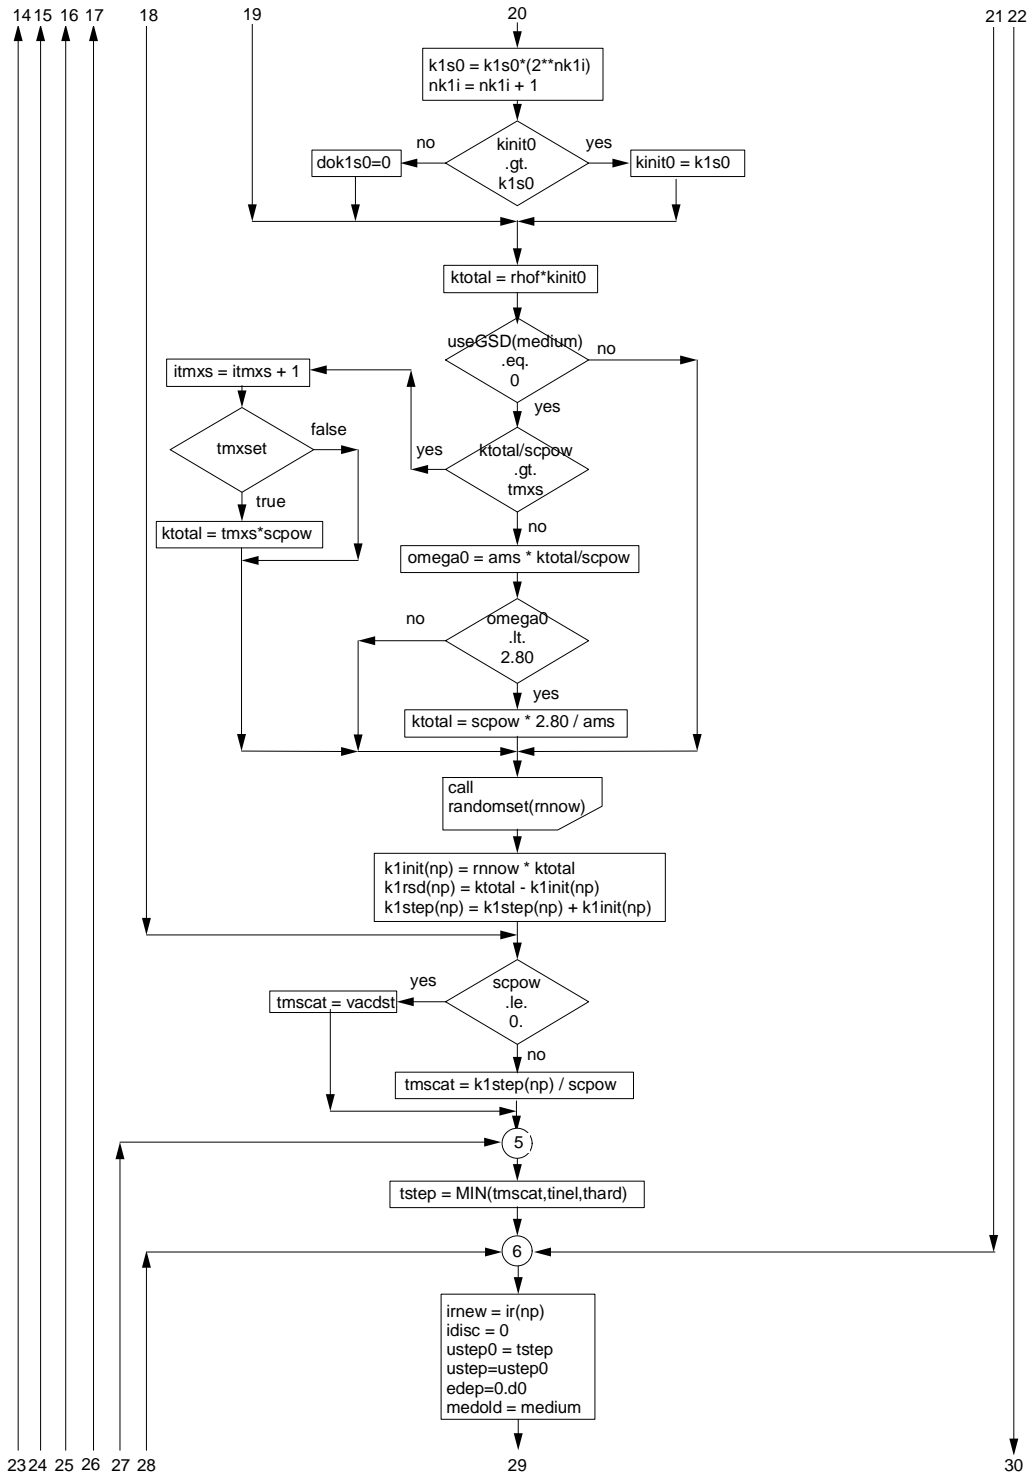 14 15 16 17 18 19 20 21 22
k1s0 = k1s0*(2**nk1i)
nk1i = nk1i + 1
no
kinit0
.gt.
k1s0
yes
dok1s0=0
kinit0 = k1s0
ktotal = rhof*kinit0
useGSD(medium)
.eq.
0
no
yes
itmxs = itmxs + 1
tmxset
false
true
ktotal = tmxs*scpow
yes
ktotal/scpow
.gt.
tmxs
no
omega0 = ams * ktotal/scpow
no
omega0
.lt.
2.80
yes
ktotal = scpow * 2.80 / ams
call
randomset(rnnow)
k1init(np) = rnnow * ktotal
k1rsd(np) = ktotal - k1init(np)
k1step(np) = k1step(np) + k1init(np)
yes
scpow
.le.
0.
tmscat = vacdst
no
tmscat = k1step(np) / scpow
5
tstep = MIN(tmscat,tinel,thard)
6
irnew = ir(np)
idisc = 0
ustep0 = tstep
ustep=ustep0
edep=0.d0
medold = medium
23 24 25 26 27 28 29 30